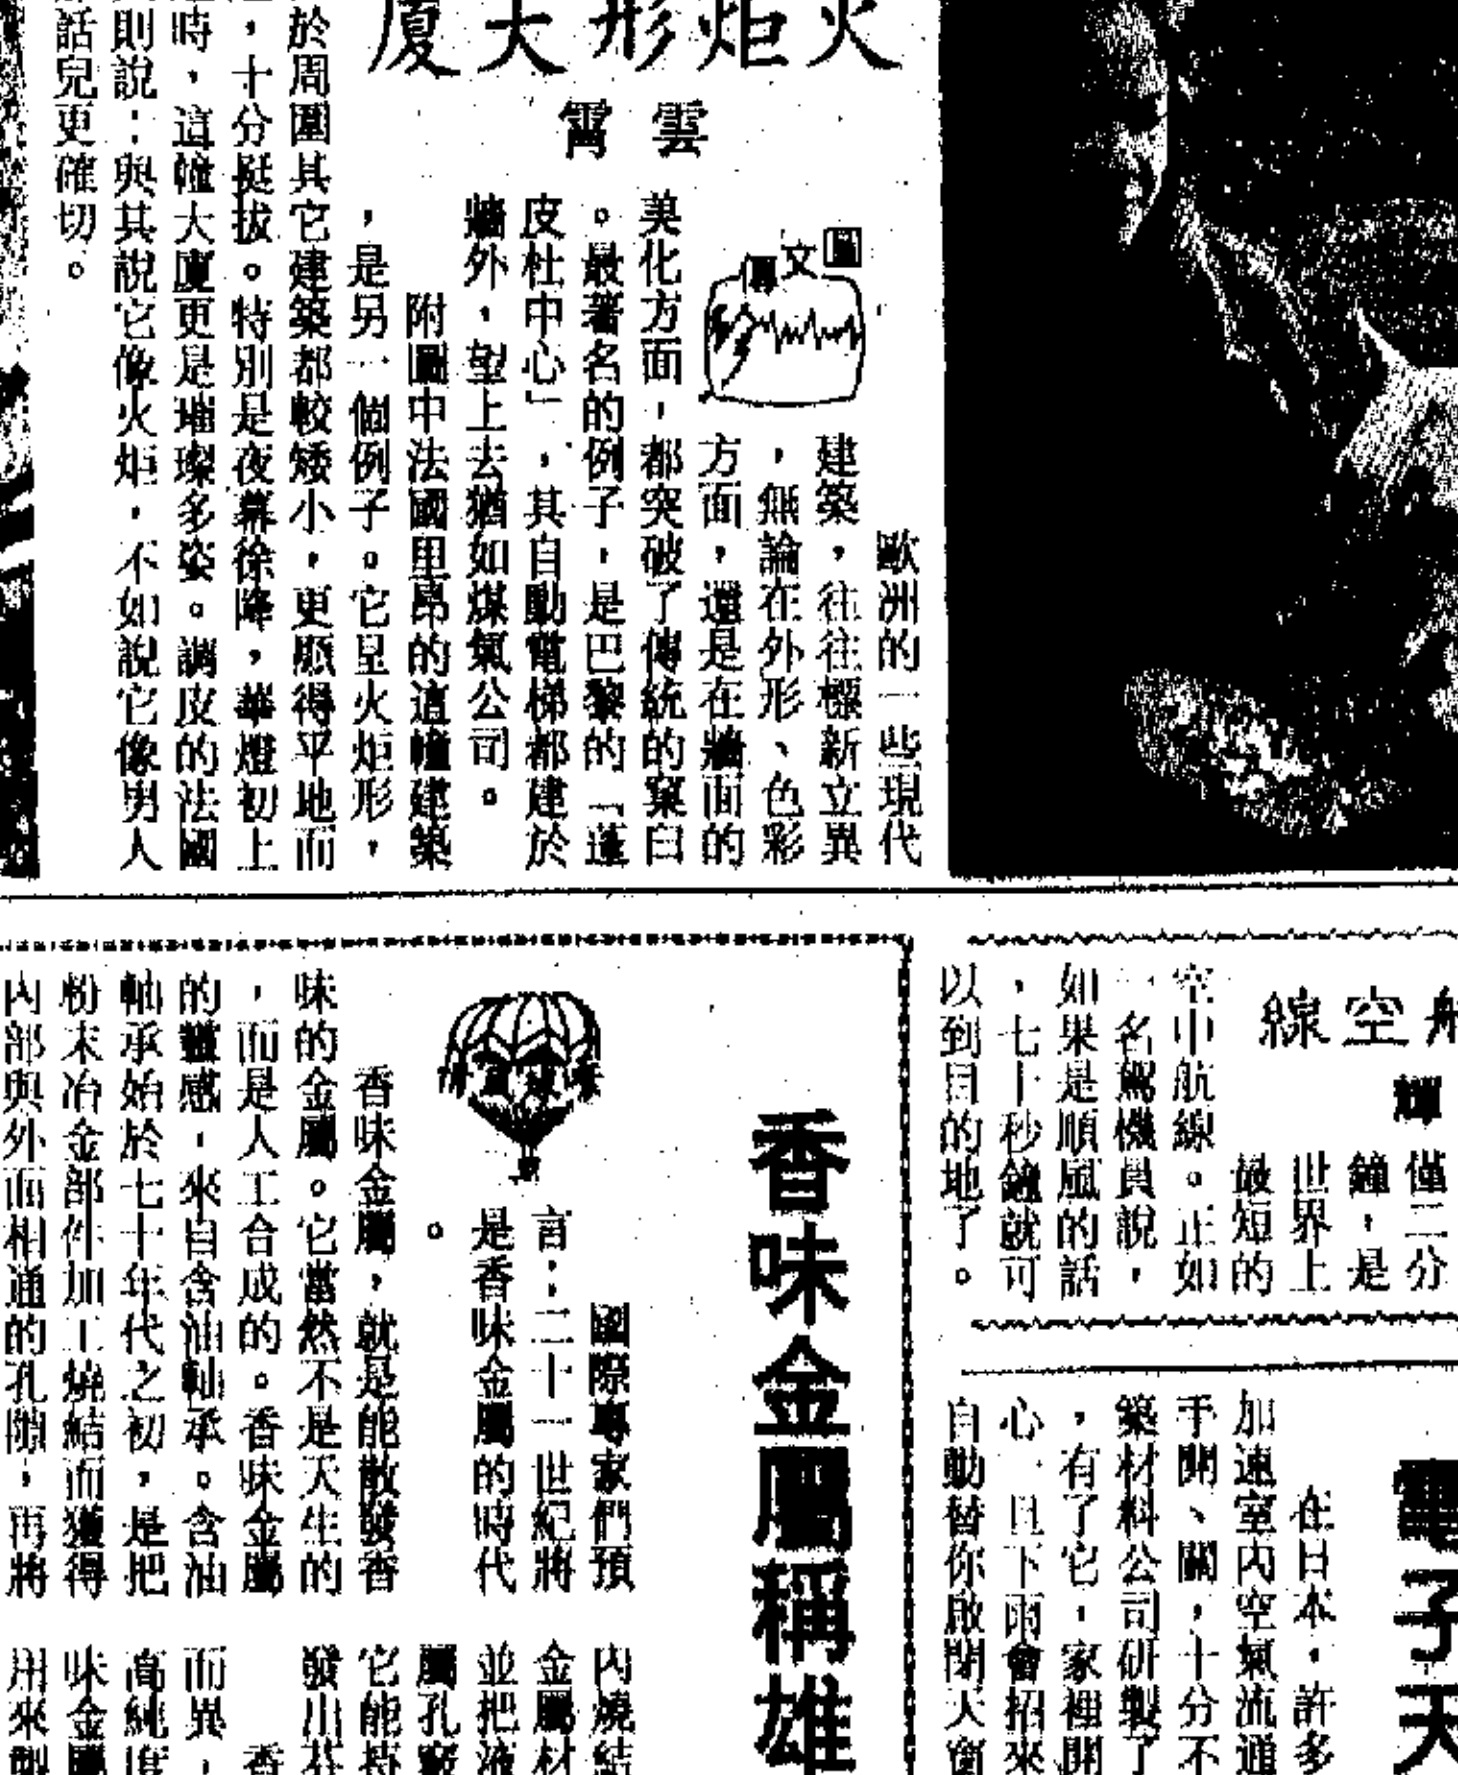 火炬形大廈
雲霄
圖文
歐洲的一些現代
建築，往往標新立異
，無論在外形、色彩
方面，還是在牆面的
美化方面，都突破了傳統的窠臼
。最著名的例子，是巴黎的「蓬
皮杜中心」，其自動電梯都建於
牆外，望上去猶如煤氣公司。
附圖中法國里昂的這幢建築
，是另一個例子。它呈火炬形，
於周圍其它建築都較矮小，更顯得平地而
，十分挺拔。特別是夜幕徐降，華燈初上
時，這幢大廈更是璀璨多姿。調皮的法國
則說：與其說它像火炬，不如說它像男人
話兒更確切。
空線
輝
僅二分
鐘，是
世界上
最短的
空中航線。正如
一名駕機員說，
如果是順風的話
，七十秒鐘就可
以到目的地了。
電子天
在日本，許多
加速室內空氣流通
手開、關，十分不
築材料公司研製了
，有了它，家裡開
心，且下雨會招來
自動替你啟閉天窗
香味金屬稱雄
國際專家們預
言：二十一世紀將
是香味金屬的時代
。
香味金屬，就是能散發香
味的金屬。它當然不是天生的
，而是人工合成的。香味金屬
的靈感，來自含油軸承。含油
軸承始於七十年代之初，是把
粉末冶金部件加工燒結而獲得
內部與外面相通的孔隙，再將
內燒結
金屬材
並把液
屬孔竅
它能持
發出芬
香
而異，
高純度
味金屬
用來製